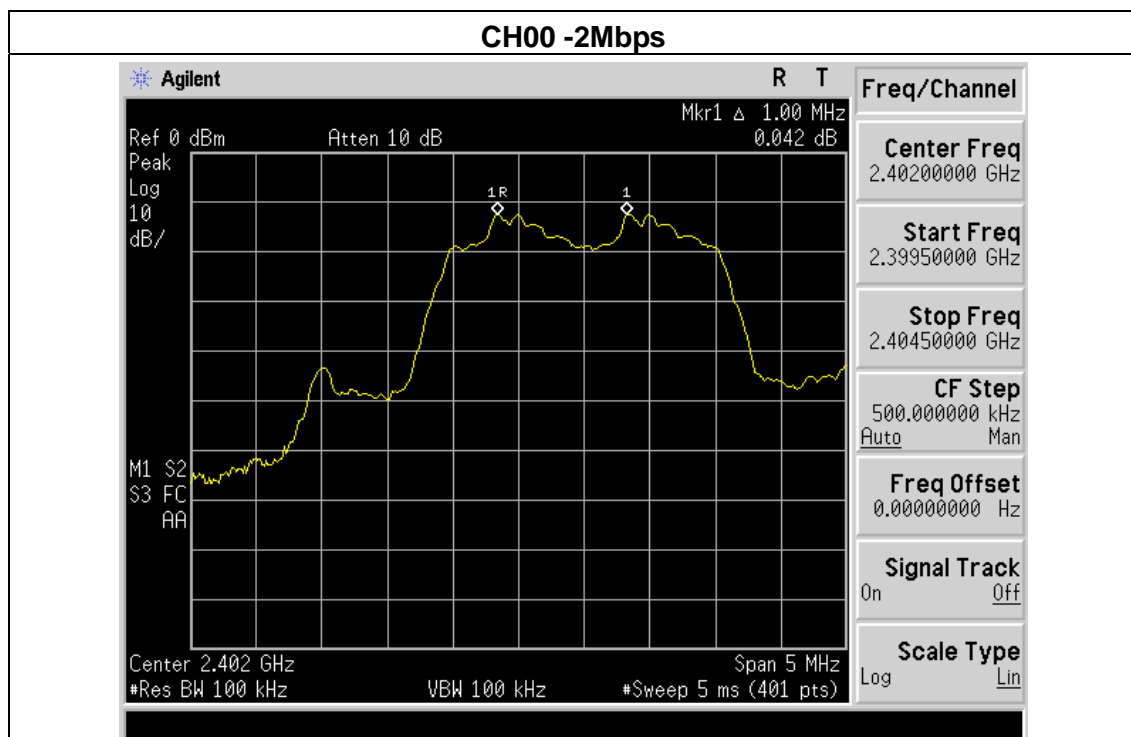 CH00 -2Mbps
Agilent
R T
Mkr1 Δ 1.00 MHz
Ref 0 dBm Atten 10 dB 0.042 dB
Peak
Log
10
dB/
1R
1
M1 S2
S3 FC
AA
Center 2.402 GHz Span 5 MHz
#Res BW 100 kHz VBW 100 kHz #Sweep 5 ms (401 pts)
Freq/Channel
Center Freq
2.40200000 GHz
Start Freq
2.39950000 GHz
Stop Freq
2.40450000 GHz
CF Step
500.000000 kHz
Auto Man
Freq Offset
0.00000000 Hz
Signal Track
On Off
Scale Type
Log Lin